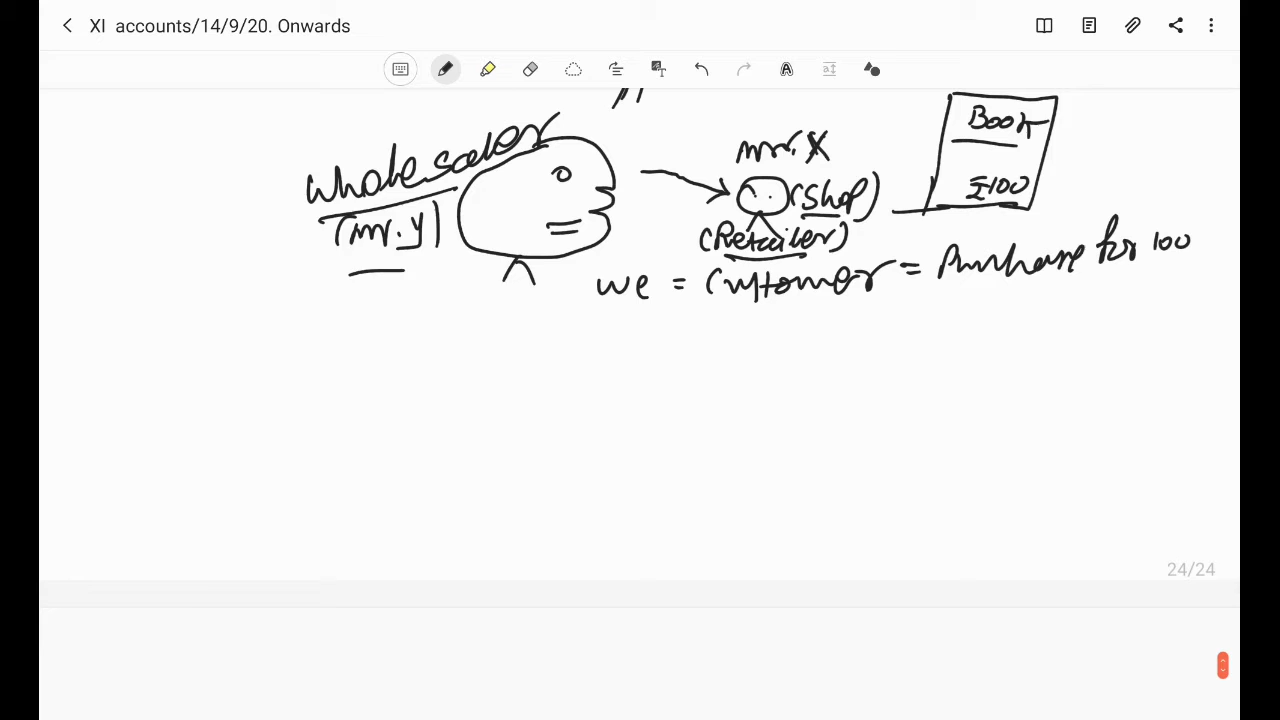 XI accounts/14/9/20. Onwards
wholesaler
(mr.y)
mr. X
(Shop)
(Retailer)
Book
₹100
we = Customer = Purchase for 100
24/24